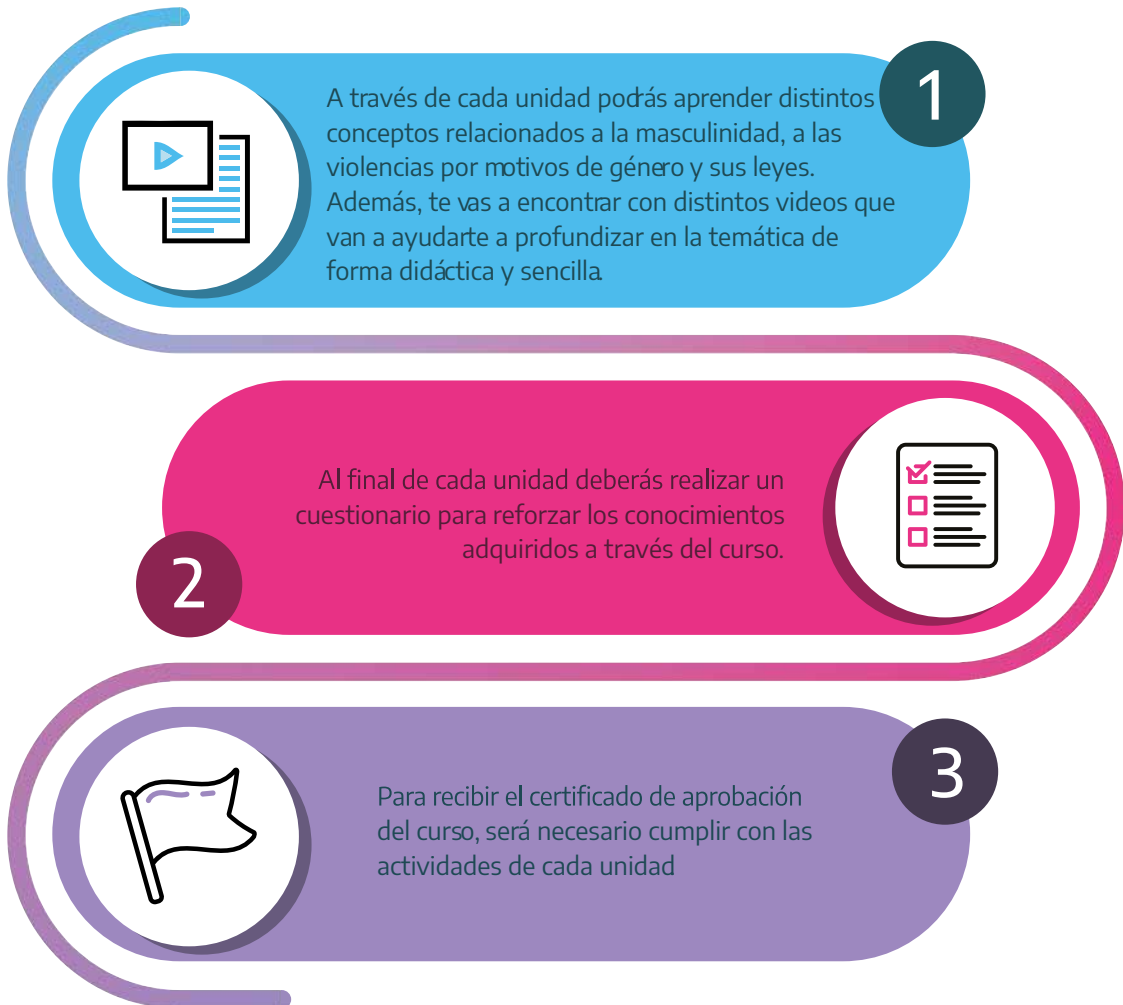 1
A través de cada unidad podrás aprender distintos
conceptos relacionados a la masculinidad, a las
violencias por motivos de género y sus leyes.
Además, te vas a encontrar con distintos videos que
van a ayudarte a profundizar en la temática de
forma didáctica y sencilla.
2
Al final de cada unidad deberás realizar un
cuestionario para reforzar los conocimientos
adquiridos a través del curso.
3
Para recibir el certificado de aprobación
del curso, será necesario cumplir con las
actividades de cada unidad